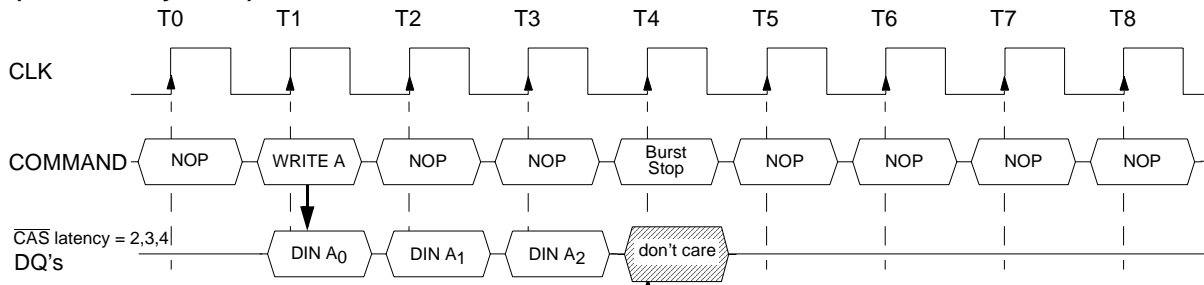 T0 T1 T2 T3 T4 T5 T6 T7 T8
CLK
COMMAND NOP WRITE A NOP NOP Burst Stop NOP NOP NOP NOP
CAS latency = 2,3,4
DQ's DIN A0 DIN A1 DIN A2 don't care